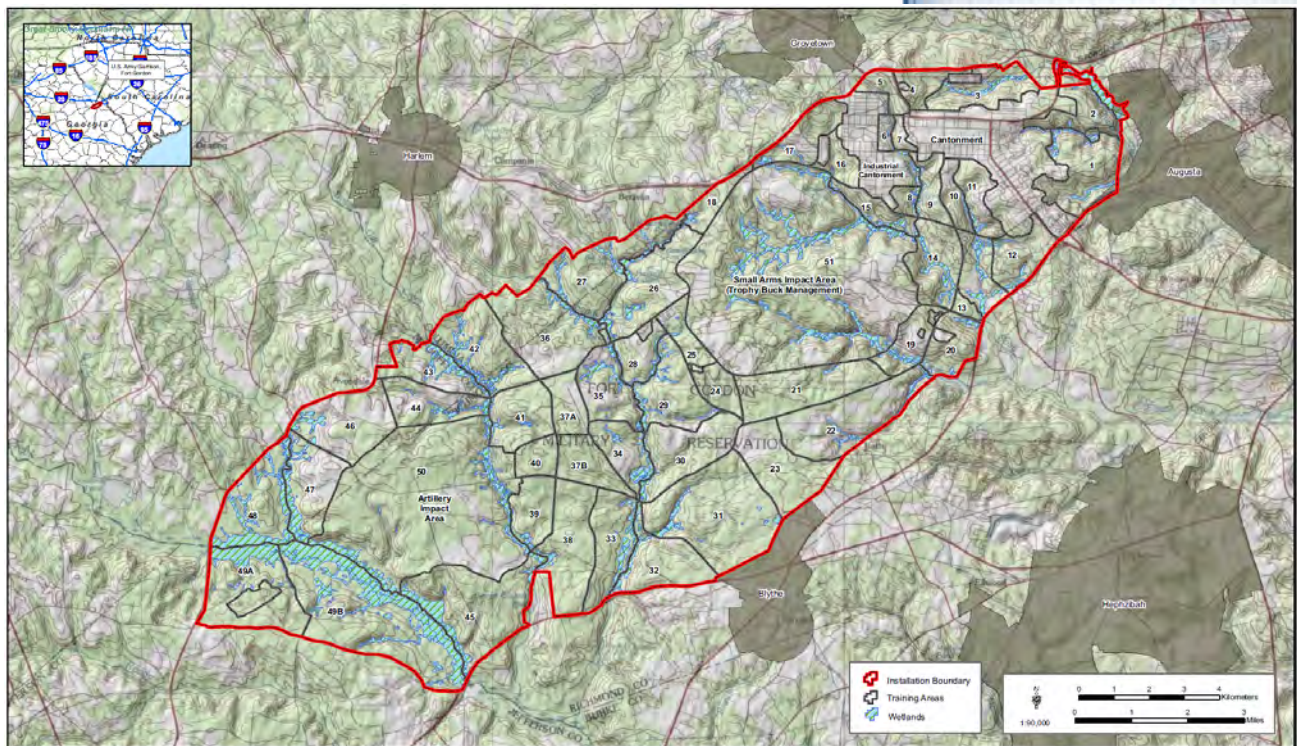 North Carolina
U.S. Army Garrison,
Fort Gordon
South Carolina
Georgia
Grovetown
Harlem
Augusta
Cantonment
Industrial
Cantonment
5
4
3
2
1
6
7
17
16
8
9
10
11
12
15
14
13
18
51
Small Arms Impact Area
(Trophy Buck Management)
19
20
27
26
42
36
43
28
25
35
24
21
FORT GORDON
44
29
41
37A
46
22
MILITARY RESERVATION
34
40
37B
30
23
50
47
Artillery
Impact
Area
48
39
38
33
31
32
49A
49B
45
Blythe
Hephzibah
RICHMOND CO
BURKE CO
JEFFERSON CO
Installation Boundary
Training Areas
Wetlands
N
1:90,000
0 1 2 3 4
Kilometers
0 1 2 3
Miles